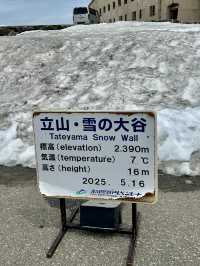 立山・雪の大谷
Tateyama Snow Wall
標高(elevation) 2.390m
気温(temperature) 7℃
高さ(height) 16m
2025. 5.16